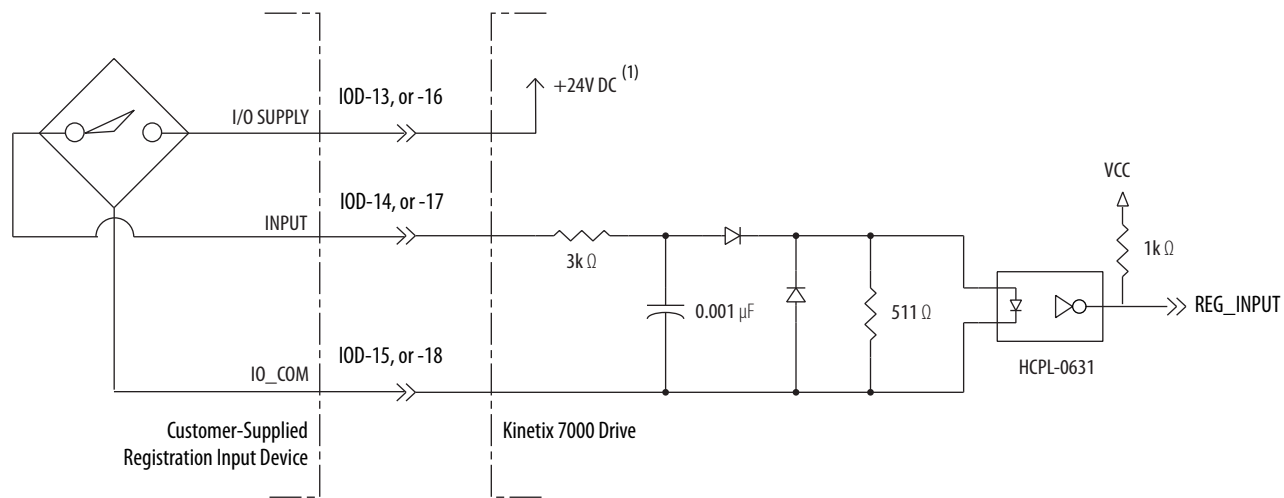 IOD-13, or -16
+24V DC (1)
I/O SUPPLY
IOD-14, or -17
VCC
INPUT
3k Ω
1k Ω
0.001 µF
511 Ω
REG_INPUT
IOD-15, or -18
HCPL-0631
IO_COM
Customer-Supplied
Registration Input Device
Kinetix 7000 Drive